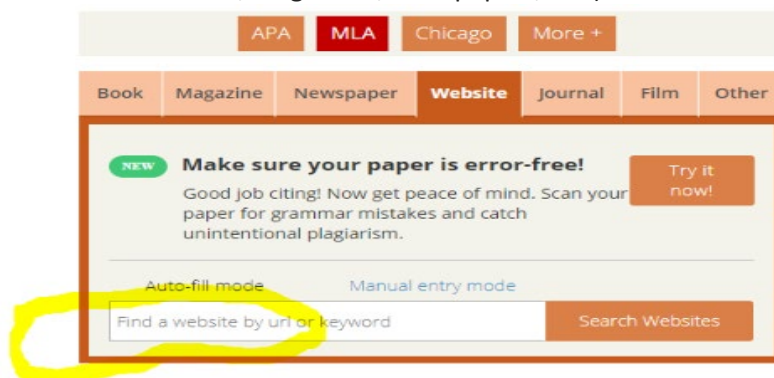 APA MLA Chicago More +
Book Magazine Newspaper Website Journal Film Other
NEW Make sure your paper is error-free! Try it
Good job citing! Now get peace of mind. Scan your now!
paper for grammar mistakes and catch
unintentional plagiarism.
Auto-fill mode Manual entry mode
Find a website by url or keyword Search Websites